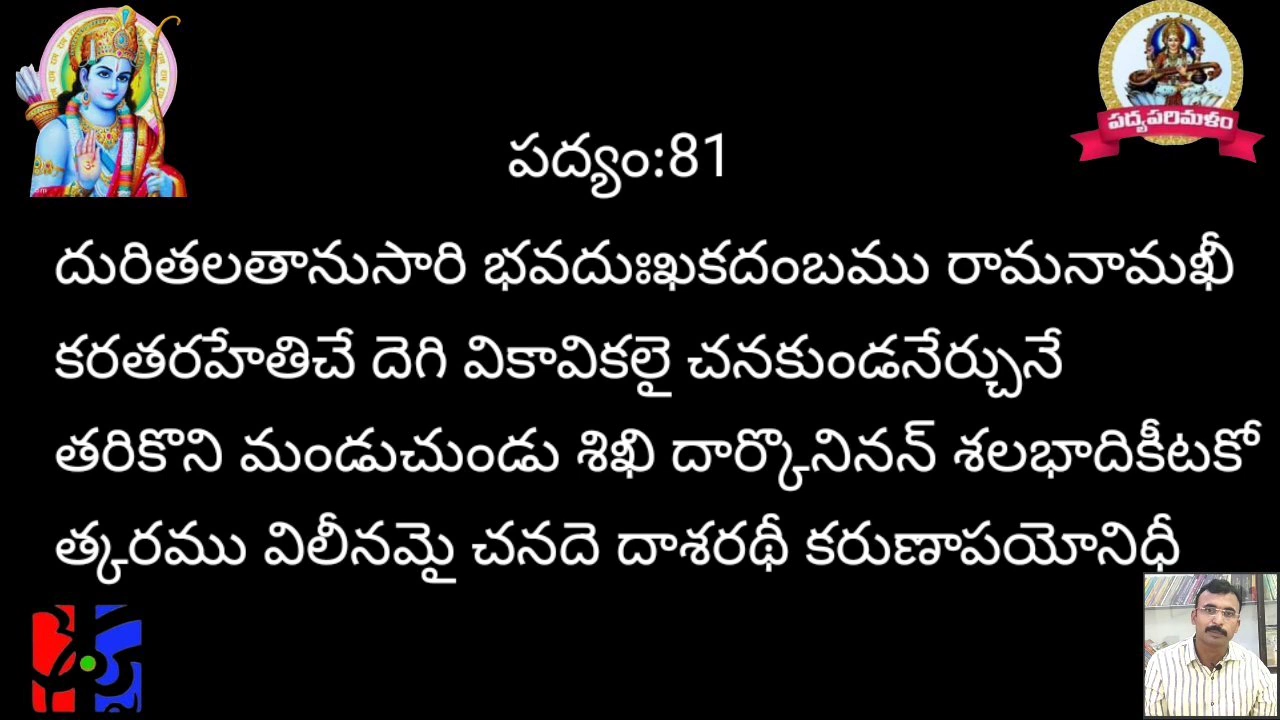 పద్యపరిమళం
పద్యం:81
దురితలతానుసారి భవదుఃఖకదంబము రామనామఖీ
కరతరహేతిచే దెగి వికావికలై చనకుండనేర్చునే
తరికొని మండుచుండు శిఖి దార్కొనినన్ శలభాదికీటకో
త్కరము విలీనమై చనదె దాశరథీ కరుణాపయోనిధీ